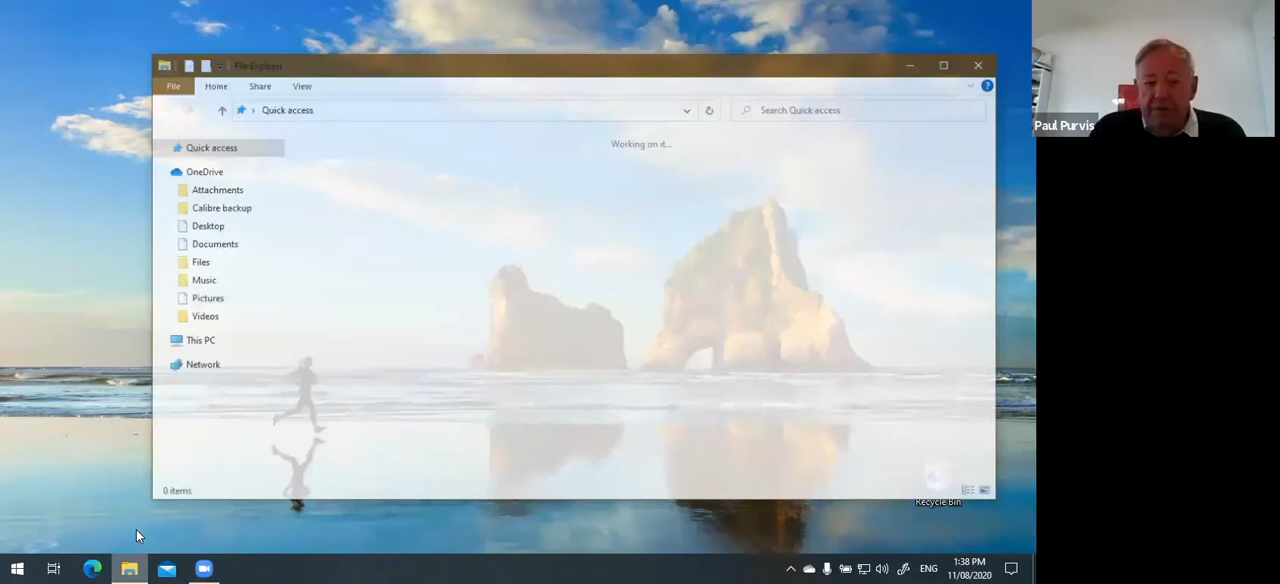 File Explorer
File Home Share View
Quick access
Search Quick access
Paul Purvis
Working on it...
Quick access
OneDrive
Attachments
Calibre backup
Desktop
Documents
Files
Music
Pictures
Videos
This PC
Network
0 items
Recycle Bin
ENG
1:38 PM
11/08/2020